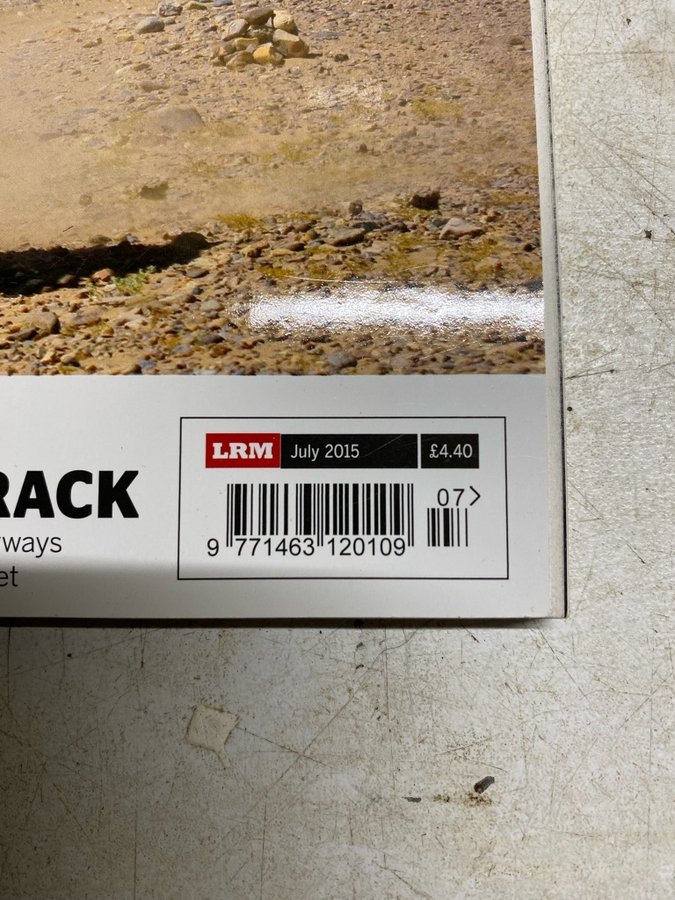 RACK
ways
et
LRM July 2015 £4.40
07>
9 771463 120109